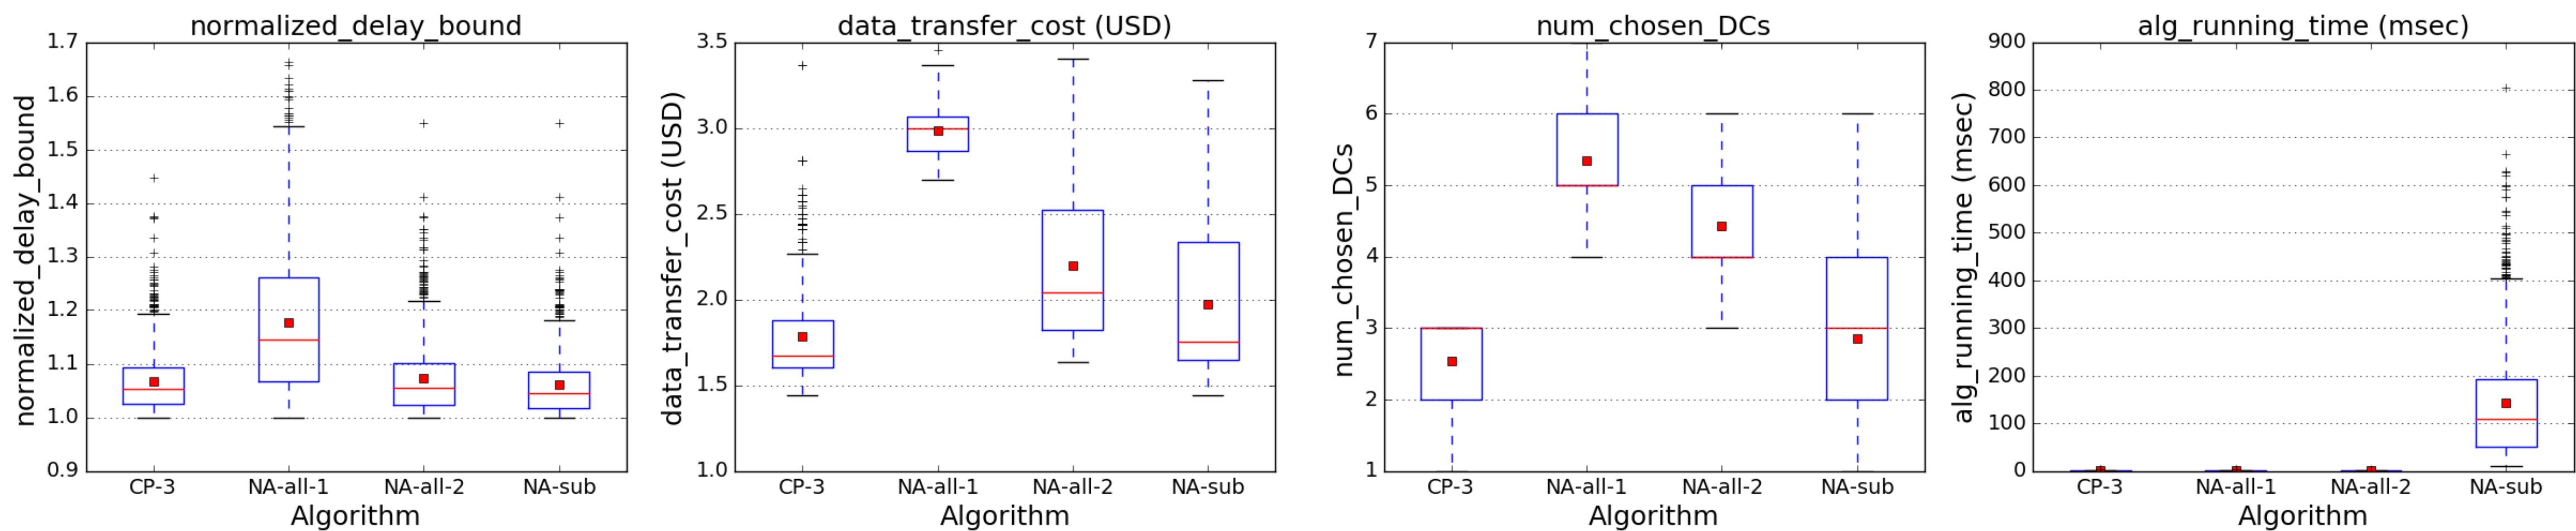 normalized_delay_bound
normalized_delay_bound
1.7
1.6
1.5
1.4
1.3
1.2
1.1
1.0
0.9
CP-3 NA-all-1 NA-all-2 NA-sub
Algorithm
data_transfer_cost (USD)
data_transfer_cost (USD)
3.5
3.0
2.5
2.0
1.5
1.0
CP-3 NA-all-1 NA-all-2 NA-sub
Algorithm
num_chosen_DCs
num_chosen_DCs
7
6
5
4
3
2
1
CP-3 NA-all-1 NA-all-2 NA-sub
Algorithm
alg_running_time (msec)
alg_running_time (msec)
900
800
700
600
500
400
300
200
100
0
CP-3 NA-all-1 NA-all-2 NA-sub
Algorithm